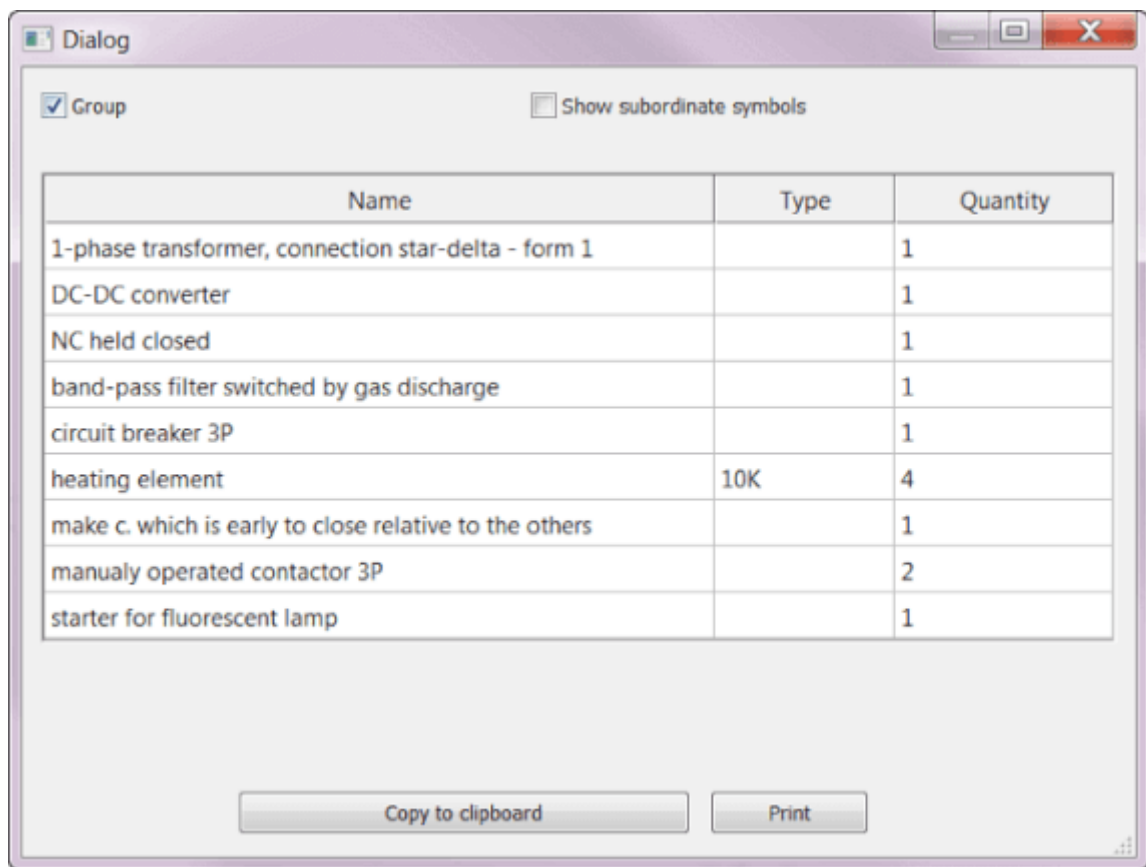 Dialog
Group Show subordinate symbols
Name Type Quantity
1-phase transformer, connection star-delta - form 1 1
DC-DC converter 1
NC held closed 1
band-pass filter switched by gas discharge 1
circuit breaker 3P 1
heating element 10K 4
make c. which is early to close relative to the others 1
manualy operated contactor 3P 2
starter for fluorescent lamp 1
Copy to clipboard Print